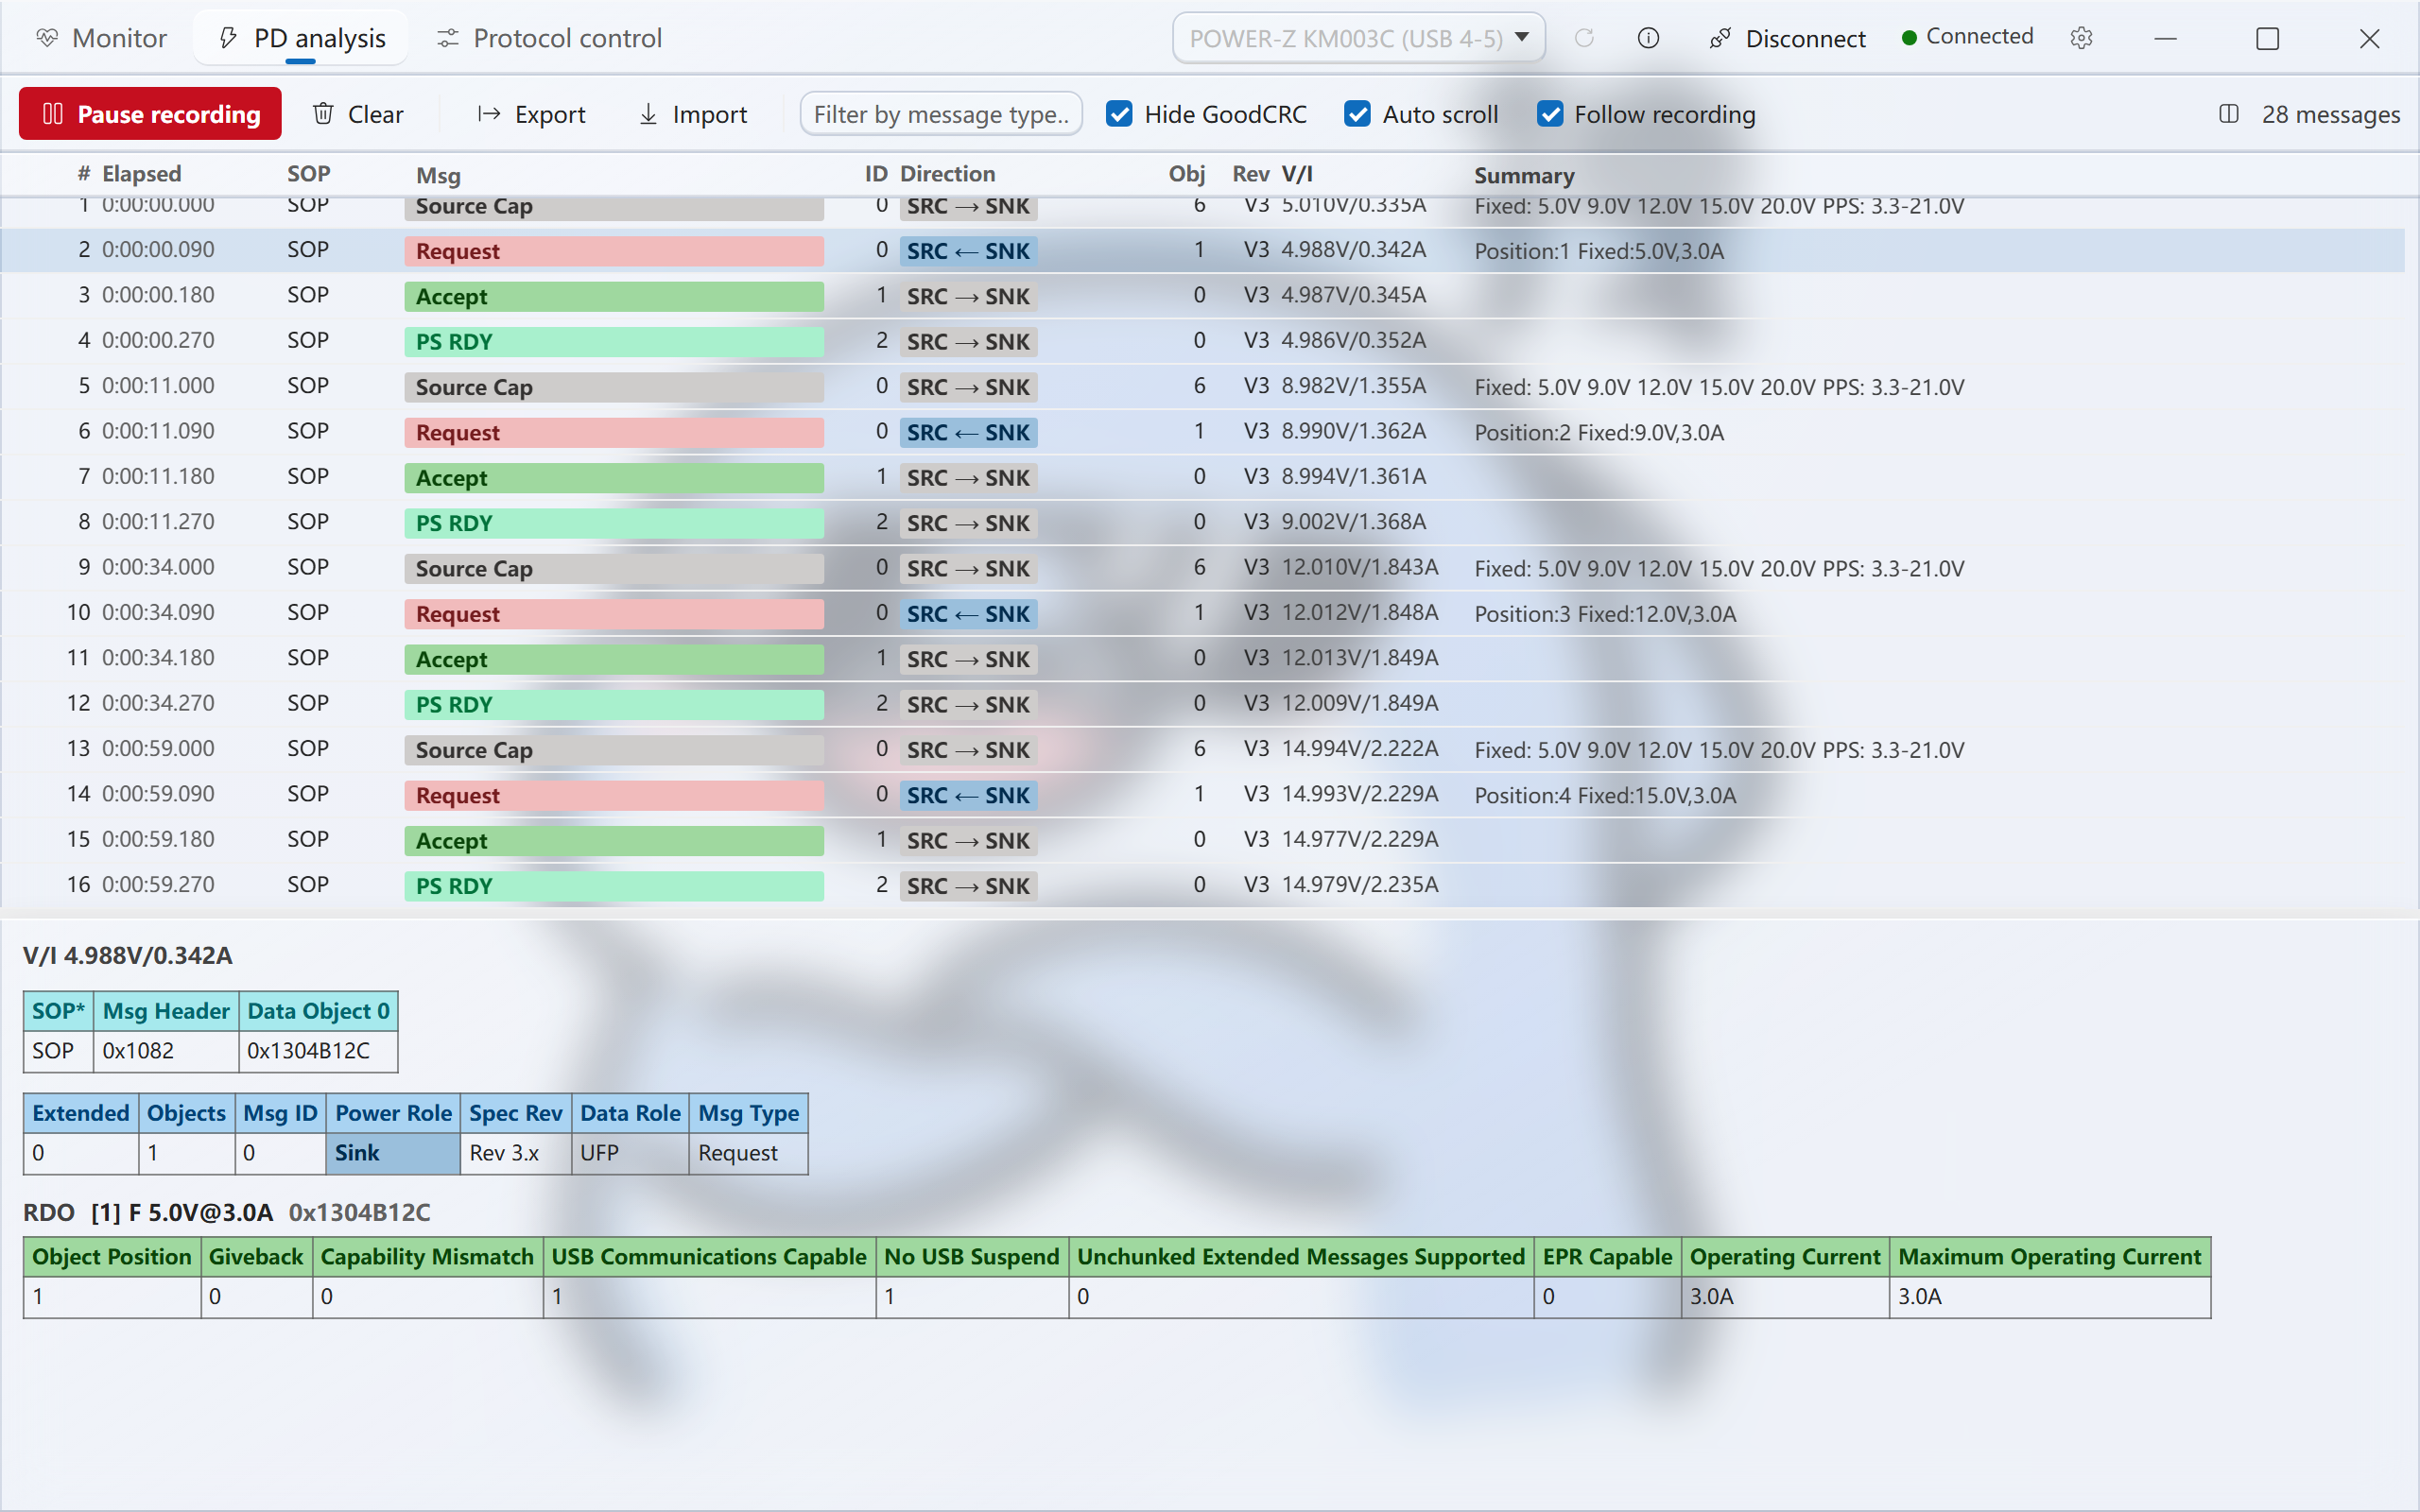 Monitor PD analysis Protocol control POWER-Z KM003C (USB 4-5) Disconnect Connected
Pause recording Clear Export Import Filter by message type.. Hide GoodCRC Auto scroll Follow recording 28 messages
# Elapsed SOP Msg ID Direction Obj Rev V/I Summary
1 0:00:00.000 SOP Source Cap 0 SRC → SNK 6 V3 5.010V/0.335A Fixed: 5.0V 9.0V 12.0V 15.0V 20.0V PPS: 3.3-21.0V
2 0:00:00.090 SOP Request 0 SRC ← SNK 1 V3 4.988V/0.342A Position:1 Fixed:5.0V,3.0A
3 0:00:00.180 SOP Accept 1 SRC → SNK 0 V3 4.987V/0.345A
4 0:00:00.270 SOP PS RDY 2 SRC → SNK 0 V3 4.986V/0.352A
5 0:00:11.000 SOP Source Cap 0 SRC → SNK 6 V3 8.982V/1.355A Fixed: 5.0V 9.0V 12.0V 15.0V 20.0V PPS: 3.3-21.0V
6 0:00:11.090 SOP Request 0 SRC ← SNK 1 V3 8.990V/1.362A Position:2 Fixed:9.0V,3.0A
7 0:00:11.180 SOP Accept 1 SRC → SNK 0 V3 8.994V/1.361A
8 0:00:11.270 SOP PS RDY 2 SRC → SNK 0 V3 9.002V/1.368A
9 0:00:34.000 SOP Source Cap 0 SRC → SNK 6 V3 12.010V/1.843A Fixed: 5.0V 9.0V 12.0V 15.0V 20.0V PPS: 3.3-21.0V
10 0:00:34.090 SOP Request 0 SRC ← SNK 1 V3 12.012V/1.848A Position:3 Fixed:12.0V,3.0A
11 0:00:34.180 SOP Accept 1 SRC → SNK 0 V3 12.013V/1.849A
12 0:00:34.270 SOP PS RDY 2 SRC → SNK 0 V3 12.009V/1.849A
13 0:00:59.000 SOP Source Cap 0 SRC → SNK 6 V3 14.994V/2.222A Fixed: 5.0V 9.0V 12.0V 15.0V 20.0V PPS: 3.3-21.0V
14 0:00:59.090 SOP Request 0 SRC ← SNK 1 V3 14.993V/2.229A Position:4 Fixed:15.0V,3.0A
15 0:00:59.180 SOP Accept 1 SRC → SNK 0 V3 14.977V/2.229A
16 0:00:59.270 SOP PS RDY 2 SRC → SNK 0 V3 14.979V/2.235A
V/I 4.988V/0.342A
SOP* Msg Header Data Object 0
SOP 0x1082 0x1304B12C
Extended Objects Msg ID Power Role Spec Rev Data Role Msg Type
0 1 0 Sink Rev 3.x UFP Request
RDO [1] F 5.0V@3.0A 0x1304B12C
Object Position Giveback Capability Mismatch USB Communications Capable No USB Suspend Unchunked Extended Messages Supported EPR Capable Operating Current Maximum Operating Current
1 0 0 1 1 0 0 3.0A 3.0A